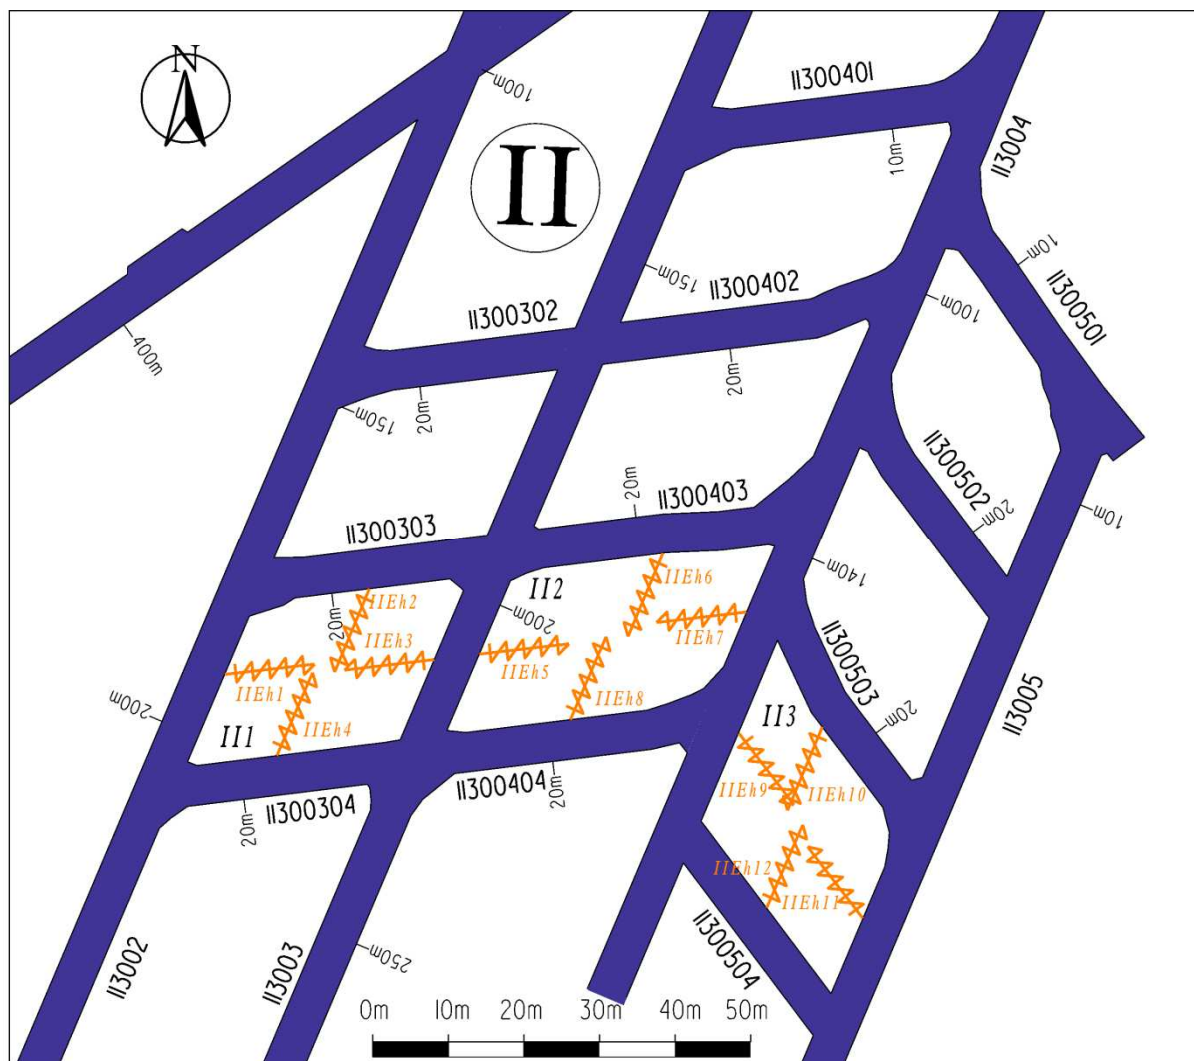 N
100m
II300401
II3004
10m
II
10m
150m
II300402
100m
II300501
II300302
400m
20m
150m
20m
II300502
20m
20m
II300403
10m
II300303
II2
IIEh6
140m
IIEh2
20m
200m
IIEh3
IIEh7
II300503
IIEh5
IIEh1
200m
II1
IIEh4
IIEh8
II3
20m
II3005
II300404
20m
IIEh9
IIEh10
II300304
20m
IIEh12
IIEh11
II3002
II3003
250m
II300504
0m 10m 20m 30m 40m 50m